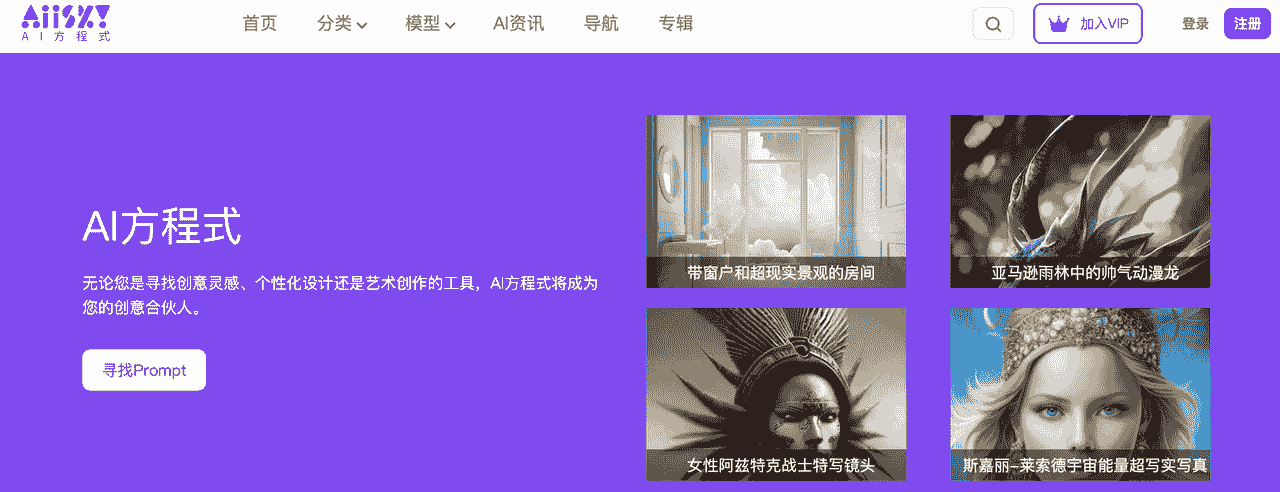 AIISXY
AI方程式
首页 分类 模型 AI资讯 导航 专辑 加入VIP 登录 注册
AI方程式
无论您是寻找创意灵感、个性化设计还是艺术创作的工具，AI方程式将成为
您的创意合伙人。
寻找Prompt
带窗户和超现实景观的房间
亚马逊雨林中的帅气动漫龙
女性阿兹特克战士特写镜头
斯嘉丽-莱索德宇宙能量超写实写真